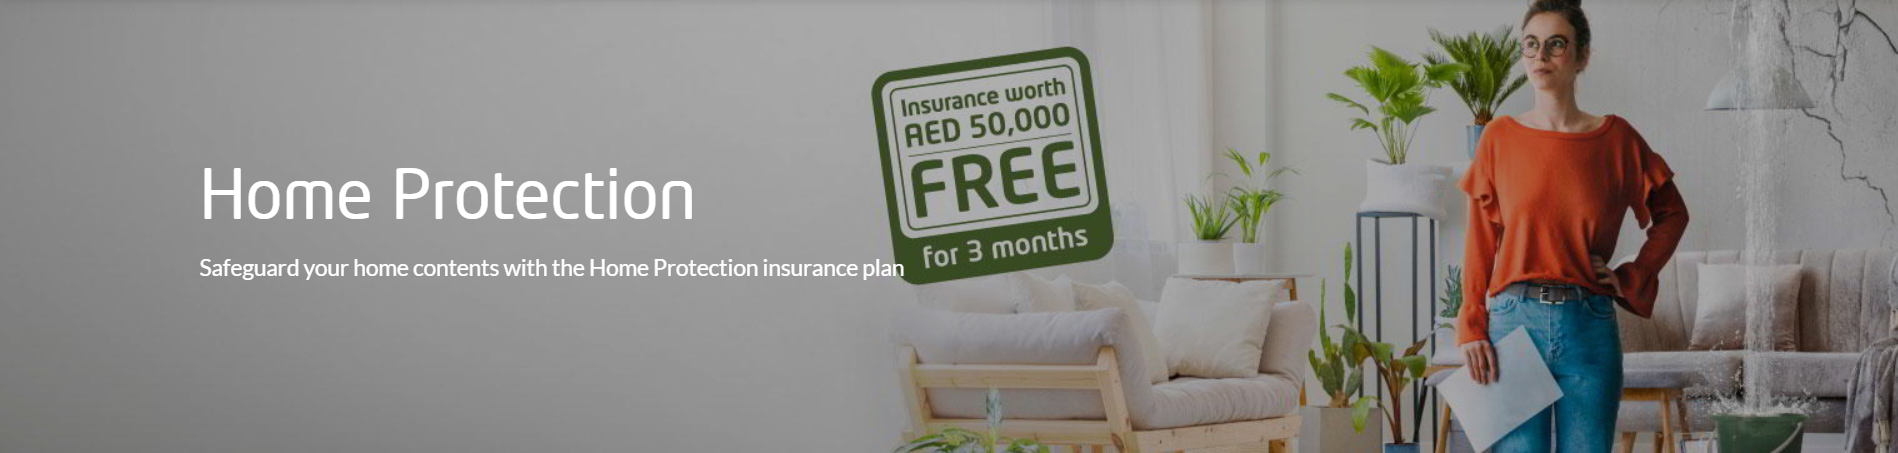 Home Protection
Safeguard your home contents with the Home Protection insurance plan
Insurance worth
AED 50,000
FREE
for 3 months